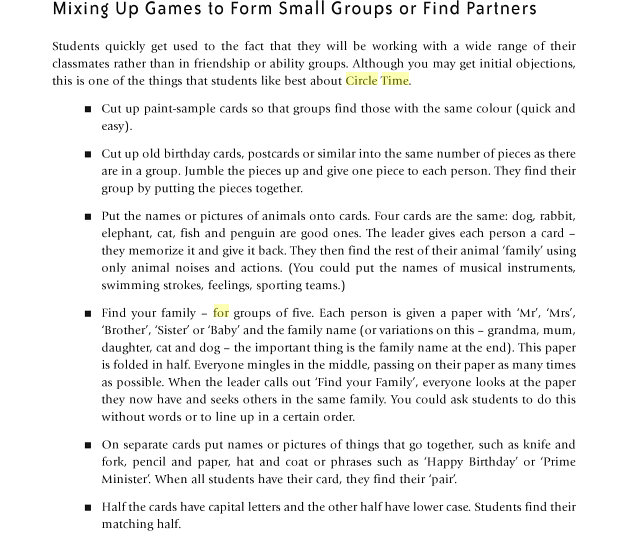 Mixing Up Games to Form Small Groups or Find Partners
Students quickly get used to the fact that they will be working with a wide range of their
classmates rather than in friendship or ability groups. Although you may get initial objections,
this is one of the things that students like best about Circle Time.
■ Cut up paint-sample cards so that groups find those with the same colour (quick and
easy).
■ Cut up old birthday cards, postcards or similar into the same number of pieces as there
are in a group. Jumble the pieces up and give one piece to each person. They find their
group by putting the pieces together.
■ Put the names or pictures of animals onto cards. Four cards are the same: dog, rabbit,
elephant, cat, fish and penguin are good ones. The leader gives each person a card –
they memorize it and give it back. They then find the rest of their animal ‘family’ using
only animal noises and actions. (You could put the names of musical instruments,
swimming strokes, feelings, sporting teams.)
■ Find your family – for groups of five. Each person is given a paper with ‘Mr’, ‘Mrs’,
‘Brother’, ‘Sister’ or ‘Baby’ and the family name (or variations on this – grandma, mum,
daughter, cat and dog – the important thing is the family name at the end). This paper
is folded in half. Everyone mingles in the middle, passing on their paper as many times
as possible. When the leader calls out ‘Find your Family’, everyone looks at the paper
they now have and seeks others in the same family. You could ask students to do this
without words or to line up in a certain order.
■ On separate cards put names or pictures of things that go together, such as knife and
fork, pencil and paper, hat and coat or phrases such as ‘Happy Birthday’ or ‘Prime
Minister’. When all students have their card, they find their ‘pair’.
■ Half the cards have capital letters and the other half have lower case. Students find their
matching half.